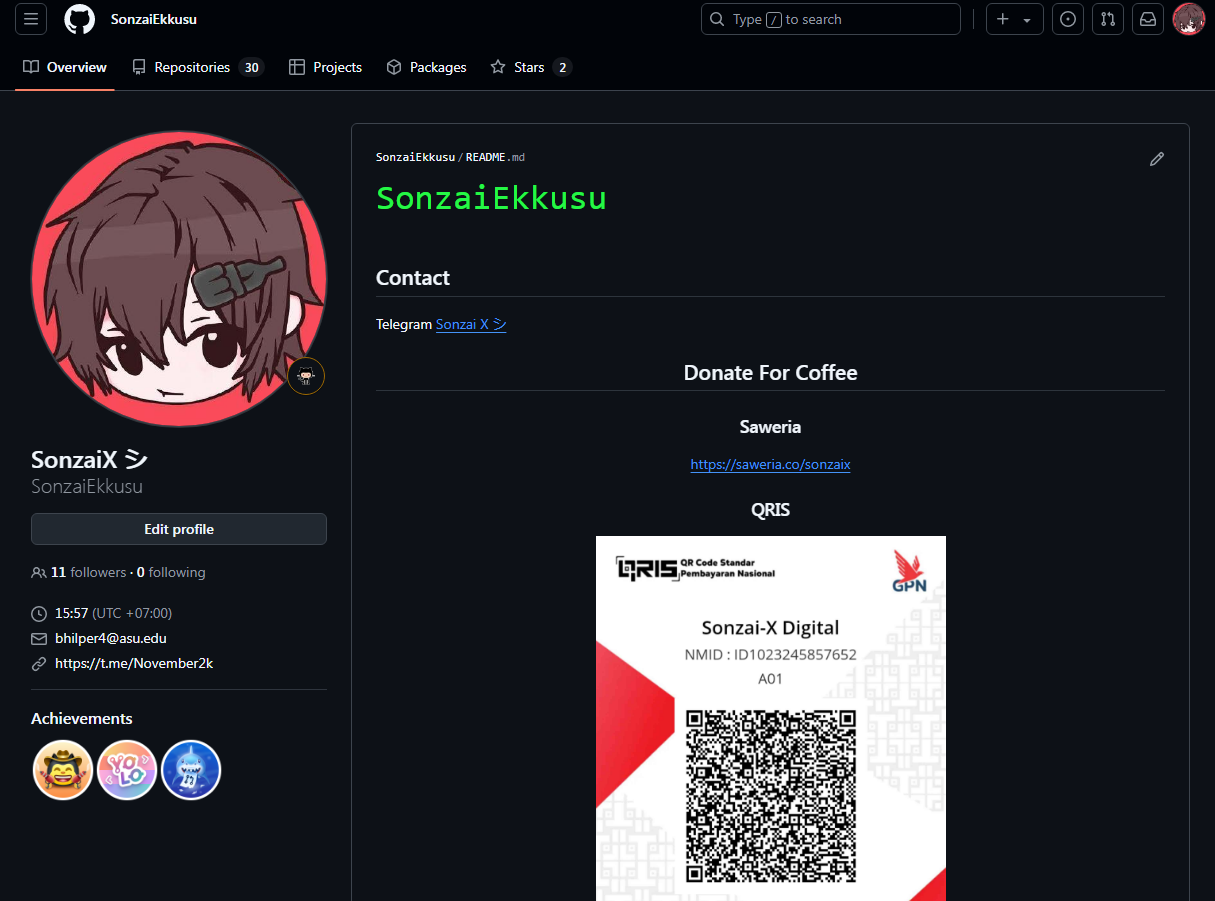 SonzaiEkkusu
Type / to search
Overview
Repositories 30
Projects
Packages
Stars 2
SonzaiX シ
SonzaiEkkusu
Edit profile
11 followers · 0 following
15:57 (UTC +07:00)
bhilper4@asu.edu
https://t.me/November2k
Achievements
YOLO
SonzaiEkkusu / README.md
SonzaiEkkusu
Contact
Telegram Sonzai X シ
Donate For Coffee
Saweria
https://saweria.co/sonzaix
QRIS
QRIS QR Code Standar
Pembayaran Nasional
GPN
Sonzai-X Digital
NMID : ID1023245857652
A01